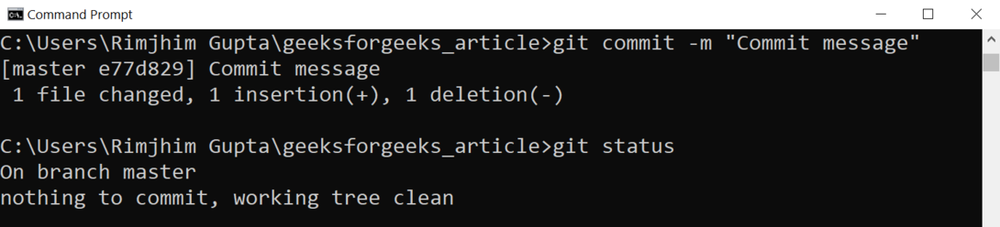 Command Prompt
C:\Users\Rimjhim Gupta\geeksforgeeks_article>git commit -m "Commit message"
[master e77d829] Commit message
 1 file changed, 1 insertion(+), 1 deletion(-)
C:\Users\Rimjhim Gupta\geeksforgeeks_article>git status
On branch master
nothing to commit, working tree clean